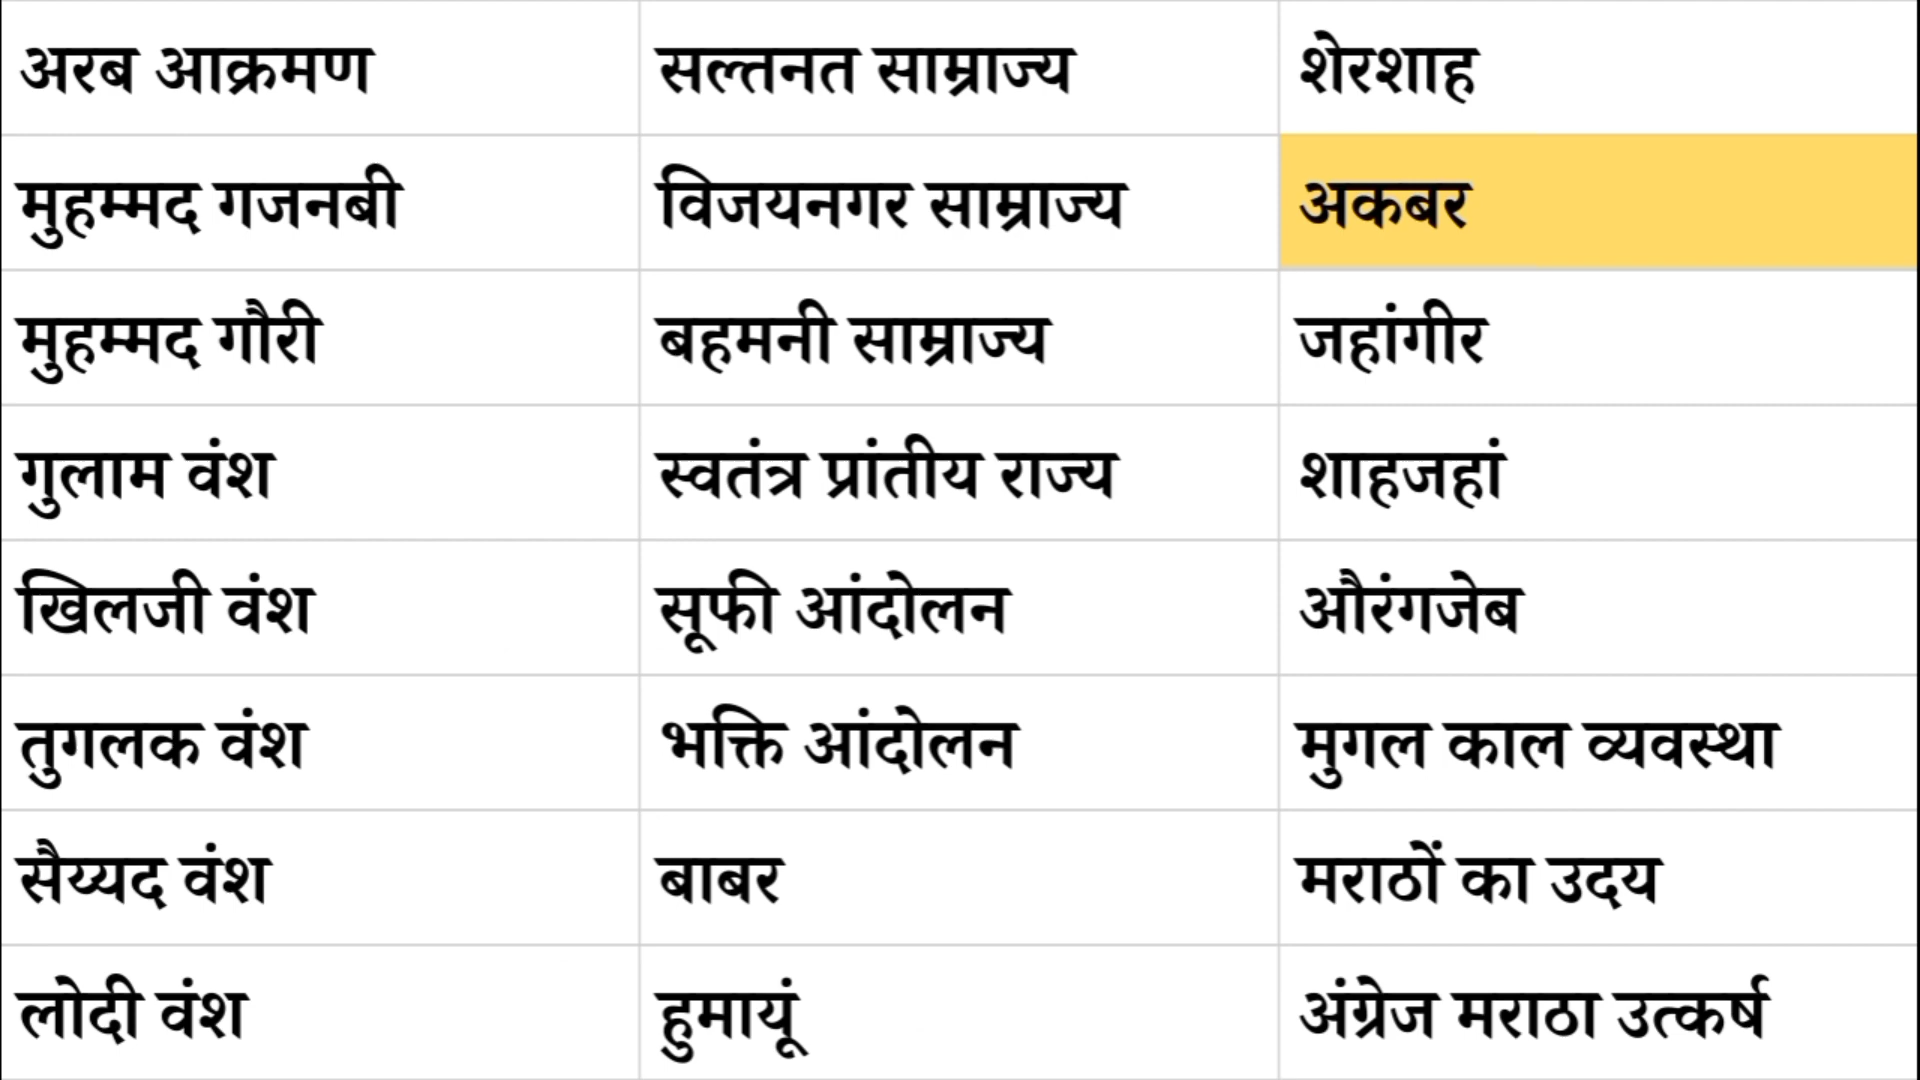 अरब आक्रमण सल्तनत साम्राज्य शेरशाह
मुहम्मद गजनबी विजयनगर साम्राज्य अकबर
मुहम्मद गौरी बहमनी साम्राज्य जहांगीर
गुलाम वंश स्वतंत्र प्रांतीय राज्य शाहजहां
खिलजी वंश सूफी आंदोलन औरंगजेब
तुगलक वंश भक्ति आंदोलन मुगल काल व्यवस्था
सैय्यद वंश बाबर मराठों का उदय
लोदी वंश हुमायूं अंग्रेज मराठा उत्कर्ष